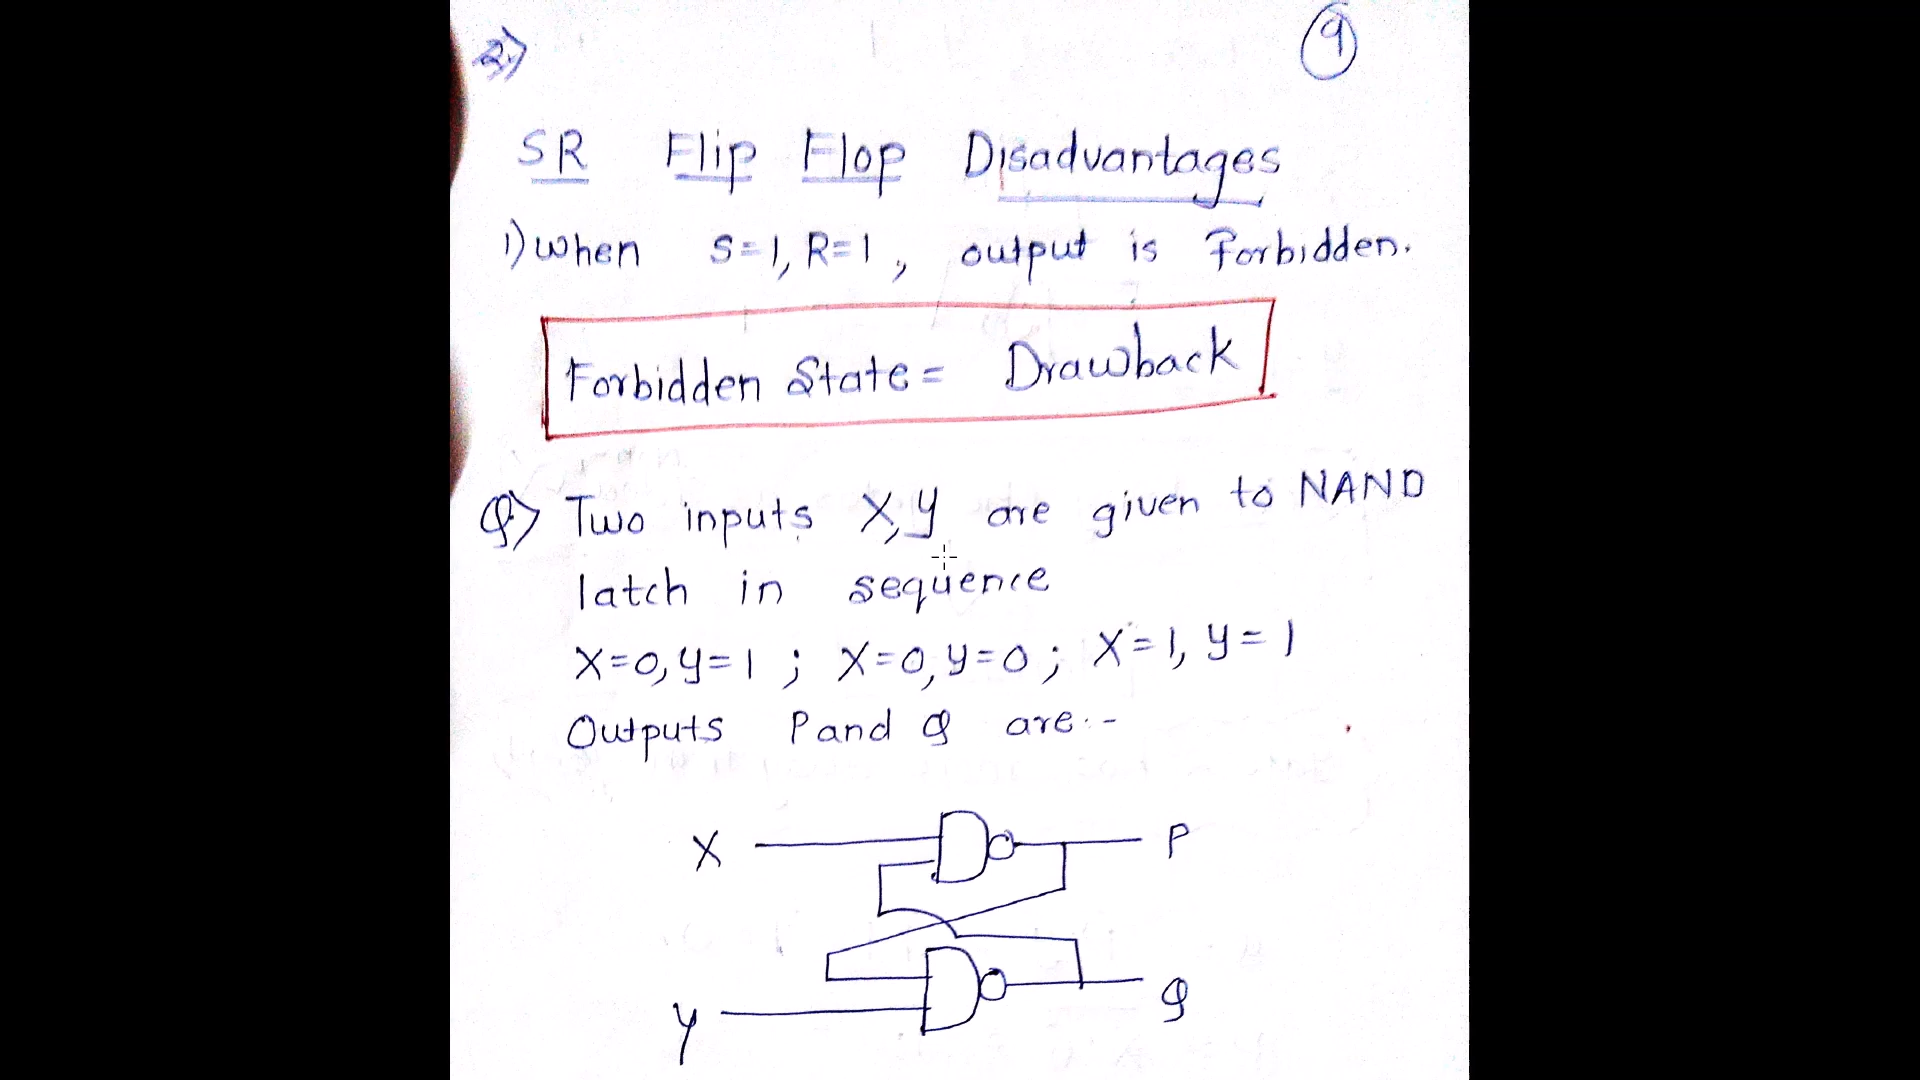 9
SR Flip Flop Disadvantages
1) When S=1, R=1, output is Forbidden.
Forbidden State = Drawback
Q) Two inputs X, Y are given to NAND
latch in sequence
X=0, Y=1 ; X=0, Y=0 ; X=1, Y=1
Outputs P and Q are:-
X P
Y Q